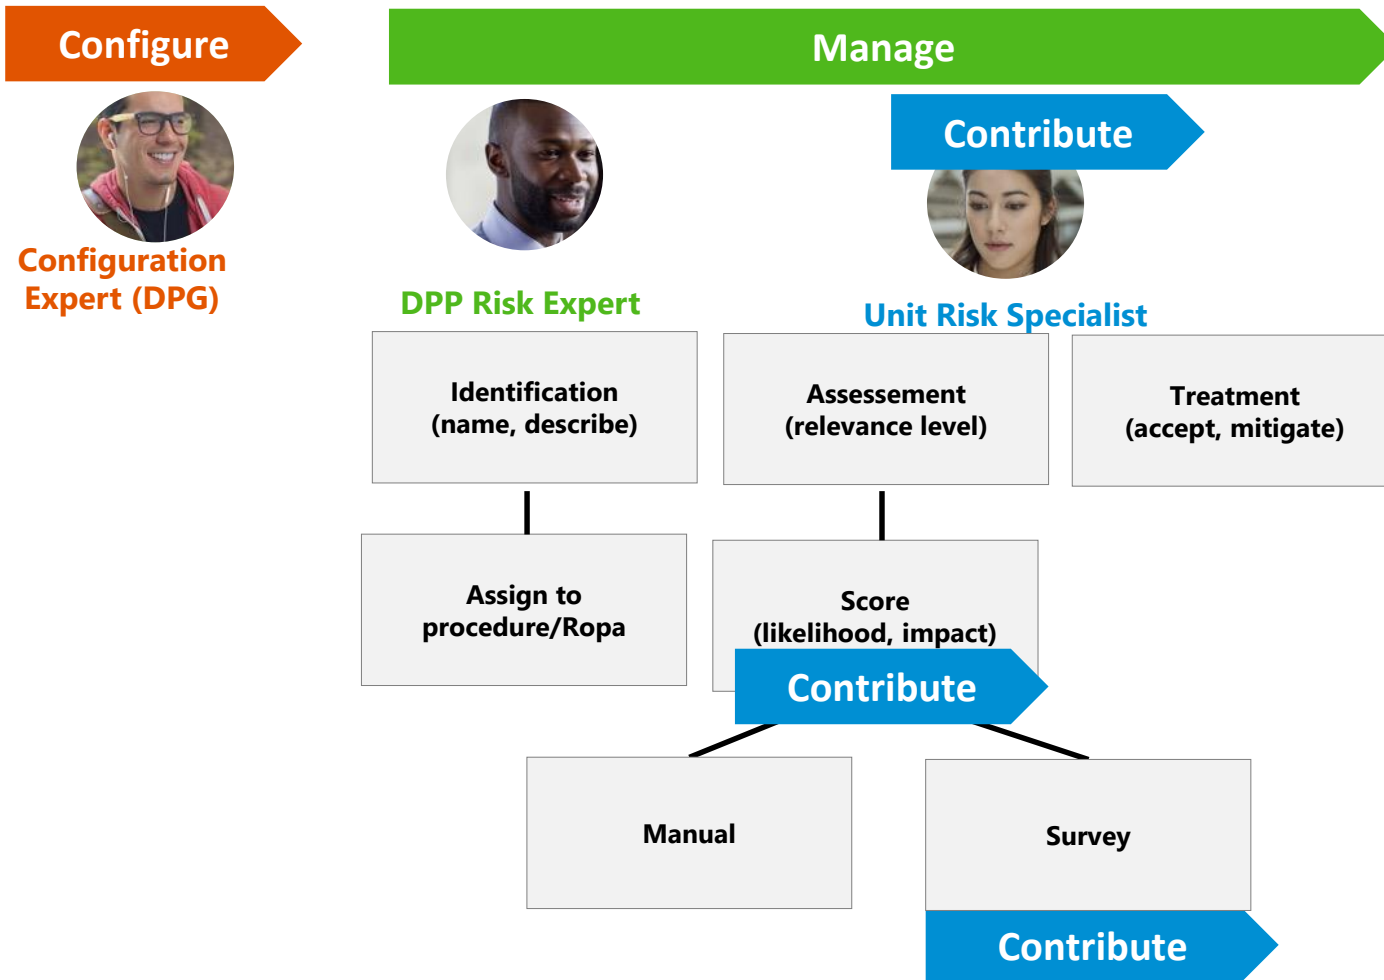 Configure
Manage
Contribute
Configuration
Expert (DPG)
DPP Risk Expert
Unit Risk Specialist
Identification
(name, describe)
Assessement
(relevance level)
Treatment
(accept, mitigate)
Assign to
procedure/Ropa
Score
(likelihood, impact)
Contribute
Manual
Survey
Contribute